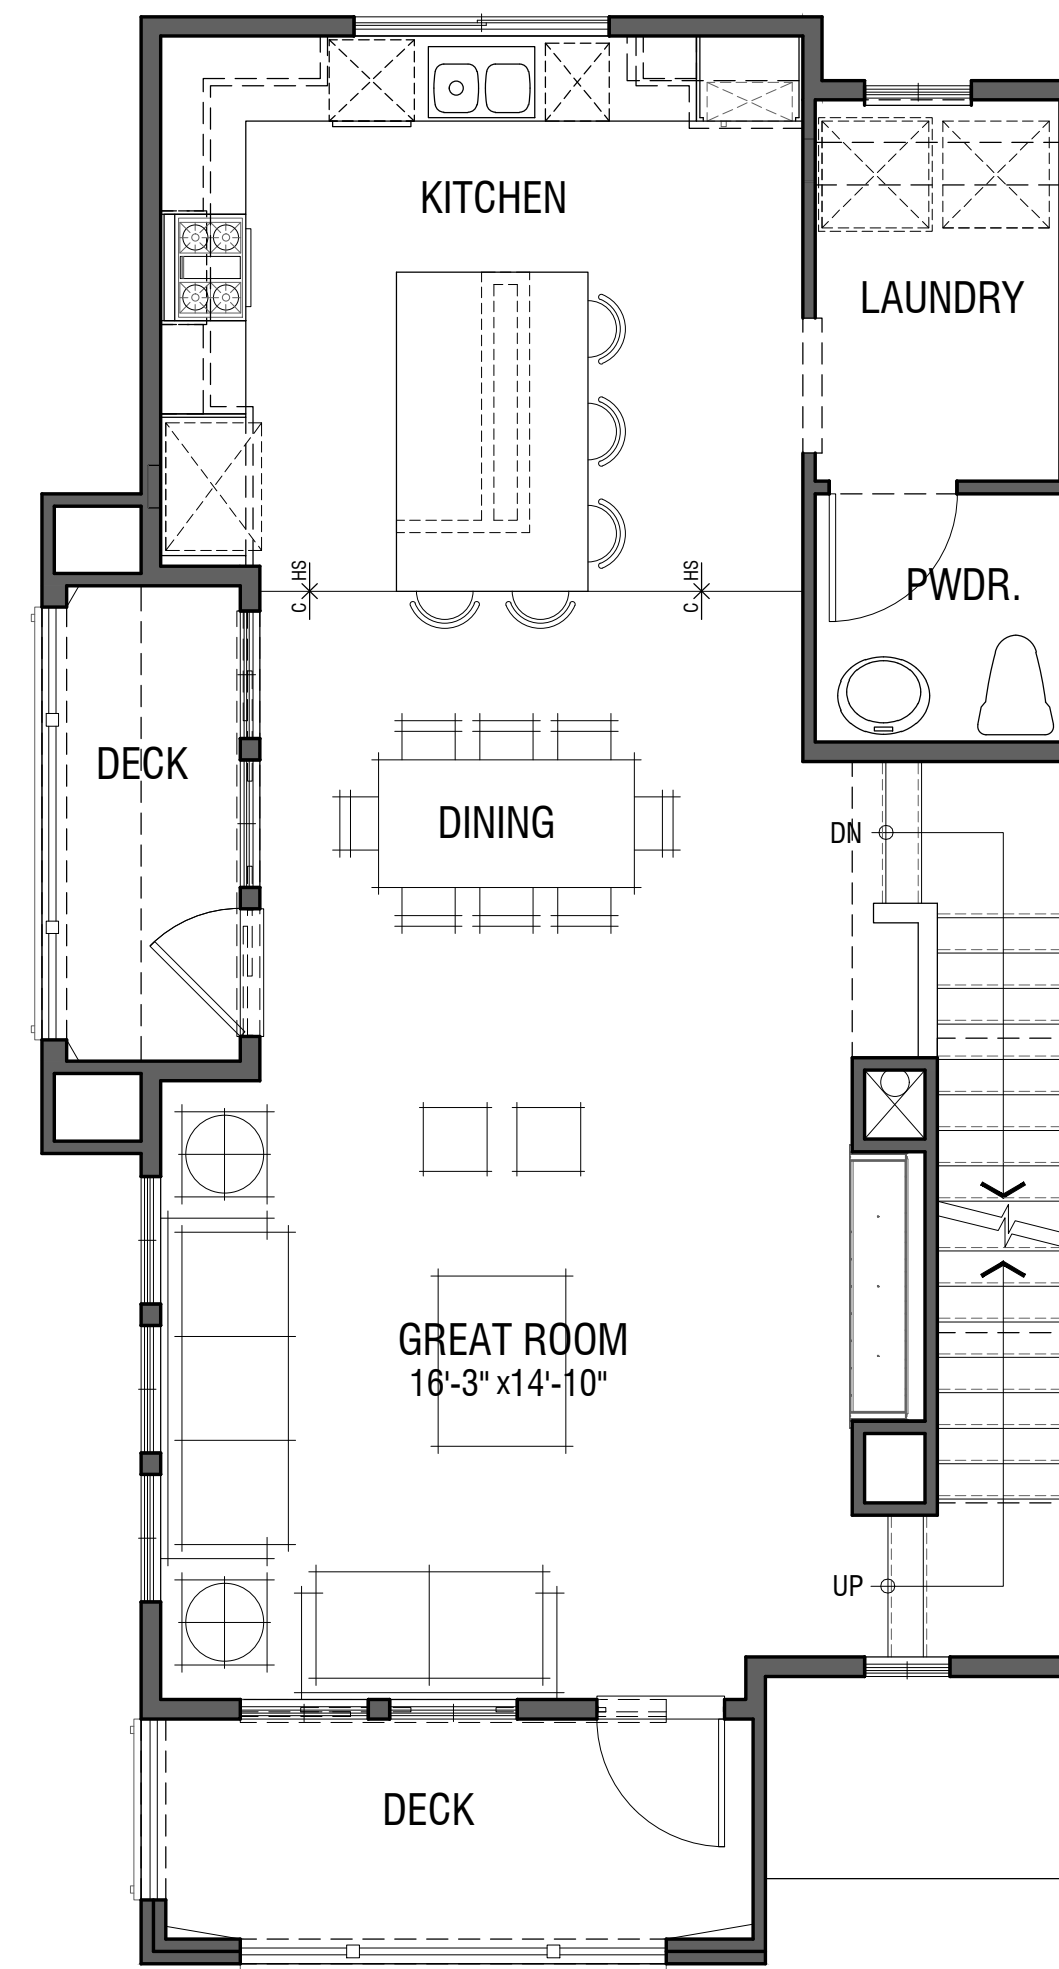 KITCHEN
LAUNDRY
HS
C
HS
C
PWDR.
DECK
DINING
DN
GREAT ROOM
16'-3" x14'-10"
UP
DECK